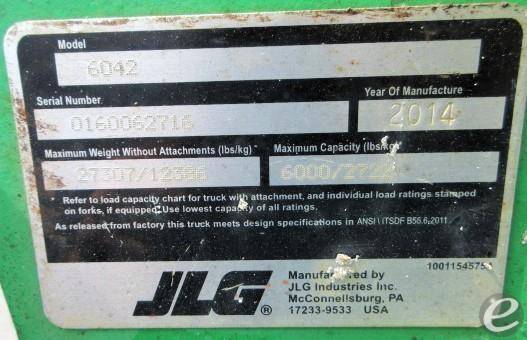 Model
6042
Serial Number
Year Of Manufacture
0160062716
2014
Maximum Weight Without Attachments (lbs/kg)
Maximum Capacity (lbs/kg)
27307/12386
6000/2722
* Refer to load capacity chart for truck with attachment, and individual load ratings stamped
on forks, if equipped. Use lowest capacity of all ratings.
As released from factory this truck meets design specifications in ANSI \ ITSDF B56.6;2011
JLG®
Manufactured by
JLG Industries Inc.
McConnellsburg, PA
17233-9533 USA
e